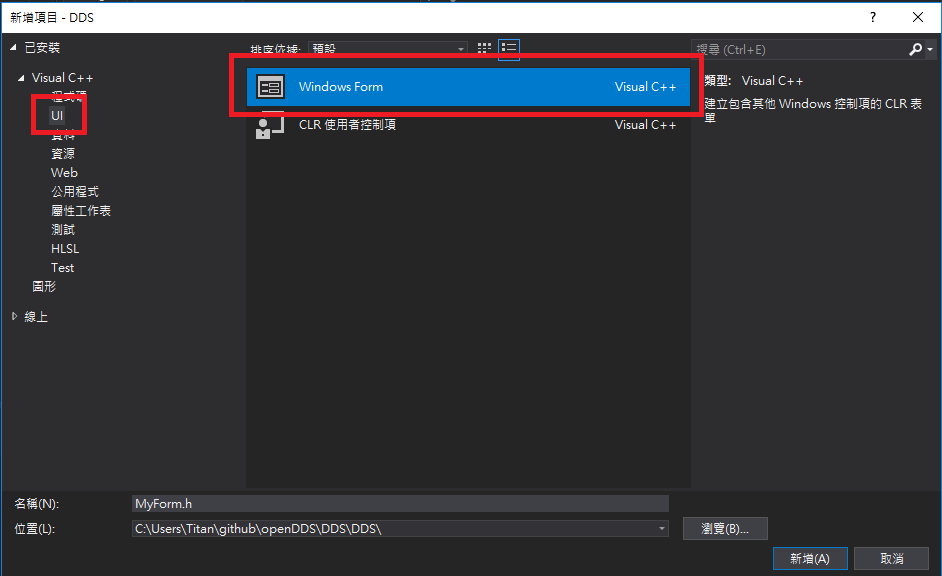 新增項目 - DDS
? 
已安裝
排序依據: 預設
搜尋 (Ctrl+E)
Visual C++
程式碼
UI
資料
資源
Web
公用程式
屬性工作表
測試
HLSL
Test
圖形
線上
Windows Form Visual C++
CLR 使用者控制項 Visual C++
類型: Visual C++
建立包含其他 Windows 控制項的 CLR 表
單
名稱(N): MyForm.h
位置(L): C:\Users\Titan\github\openDDS\DDS\DDS\
瀏覽(B)...
新增(A) 取消